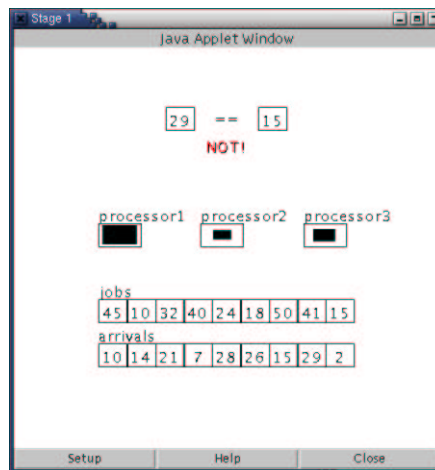 Stage 1
Java Applet Window
29 == 15
NOT!
processor1 processor2 processor3
jobs
45 10 32 40 24 18 50 41 15
arrivals
10 14 21 7 28 26 15 29 2
Setup Help Close